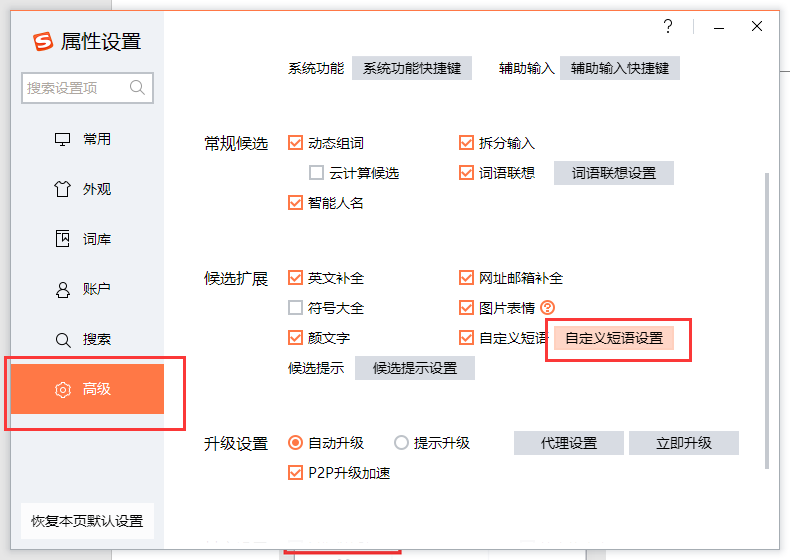 属性设置
?
搜索设置项
常用
外观
词库
账户
搜索
高级
恢复本页默认设置
系统功能 系统功能快捷键 辅助输入 辅助输入快捷键
常规候选 动态组词 拆分输入
云计算候选 词语联想 词语联想设置
智能人名
候选扩展 英文补全 网址邮箱补全
符号大全 图片表情 ?
颜文字 自定义短语 自定义短语设置
候选提示 候选提示设置
升级设置 自动升级 提示升级 代理设置 立即升级
P2P升级加速